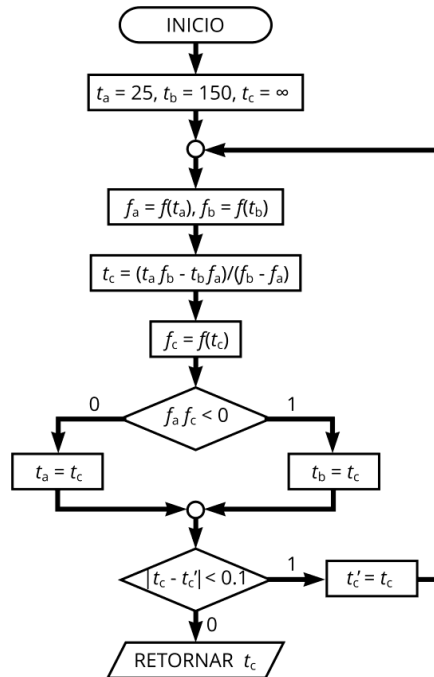 INICIO
tₐ = 25, t_b = 150, t_c = ∞
fₐ = f(tₐ), f_b = f(t_b)
t_c = (tₐ f_b - t_b fₐ)/(f_b - fₐ)
f_c = f(t_c)
0
fₐ f_c < 0
1
tₐ = t_c
t_b = t_c
|t_c - t_c′| < 0.1
1
t_c′ = t_c
0
RETORNAR t_c